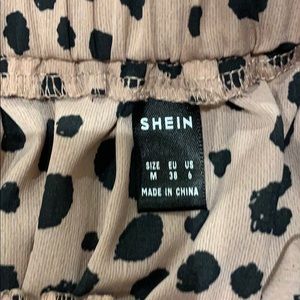 SHEIN
SIZE EU US
M 38 6
MADE IN CHINA